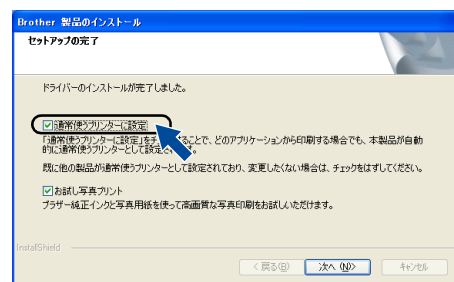 Brother 製品のインストール
セットアップの完了
ドライバーのインストールが完了しました。
通常使うプリンターに設定
「通常使うプリンターに設定」をチ ることで、どのアプリケーションから印刷する場合でも、本製品が自動
的に通常使うプリンターとして設定 す。
既に他の製品が通常使うプリンターとして設定されており、変更したくない場合は、チェックをはずしてください。
お試し写真プリント
ブラザー純正インクと写真用紙を使って高画質な写真印刷をお試しいただけます。
InstallShield
< 戻る(B)
次へ (N)>
キャンセル